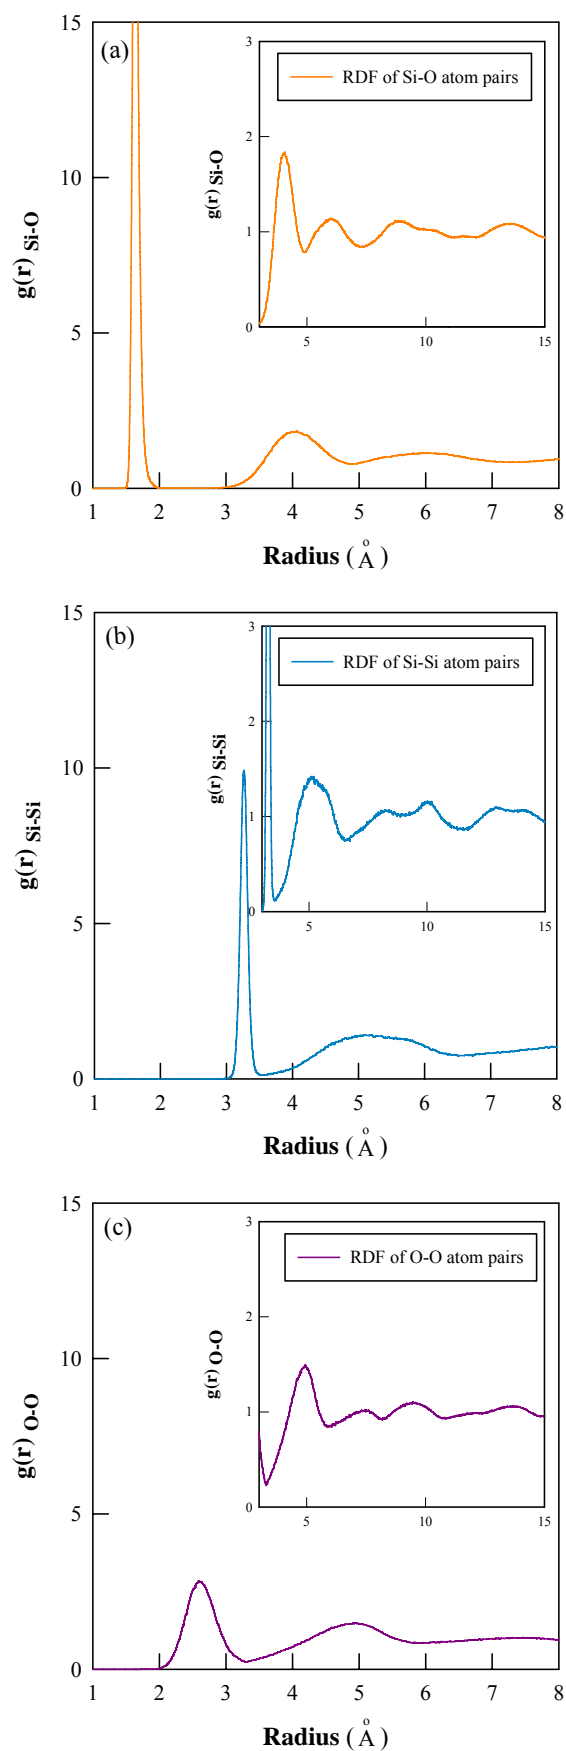 (a)
RDF of Si-O atom pairs
g(r) Si-O
3
2
1
0
5
10
15
g(r) Si-O
15
10
5
0
1 2 3 4 5 6 7 8
Radius (Å)
(b)
RDF of Si-Si atom pairs
g(r) Si-Si
3
2
1
0
5
10
15
g(r) Si-Si
15
10
5
0
1 2 3 4 5 6 7 8
Radius (Å)
(c)
RDF of O-O atom pairs
g(r) O-O
3
2
1
0
5
10
15
g(r) O-O
15
10
5
0
1 2 3 4 5 6 7 8
Radius (Å)